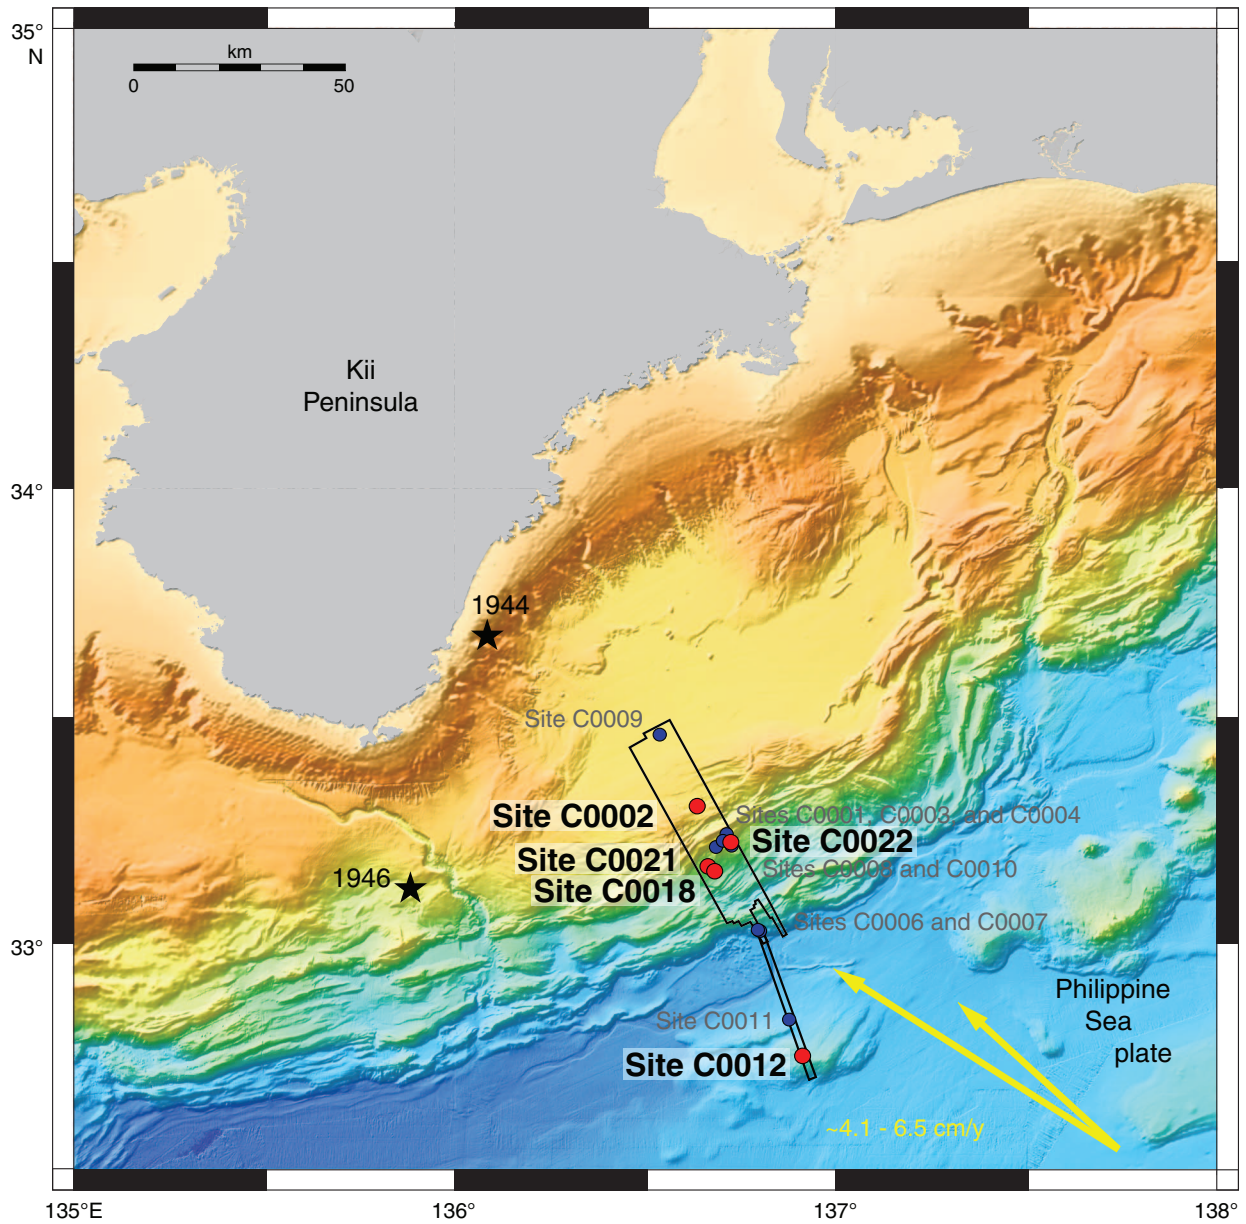 35°
N
km
0
50
Kii
Peninsula
34°
1944
Site C0009
Site C0002
Sites C0001, C0003, and C0004
Site C0022
Site C0021
Sites C0008 and C0010
1946
Site C0018
Sites C0006 and C0007
33°
Philippine
Sea
plate
Site C0011
Site C0012
~4.1 - 6.5 cm/y
135°E
136°
137°
138°